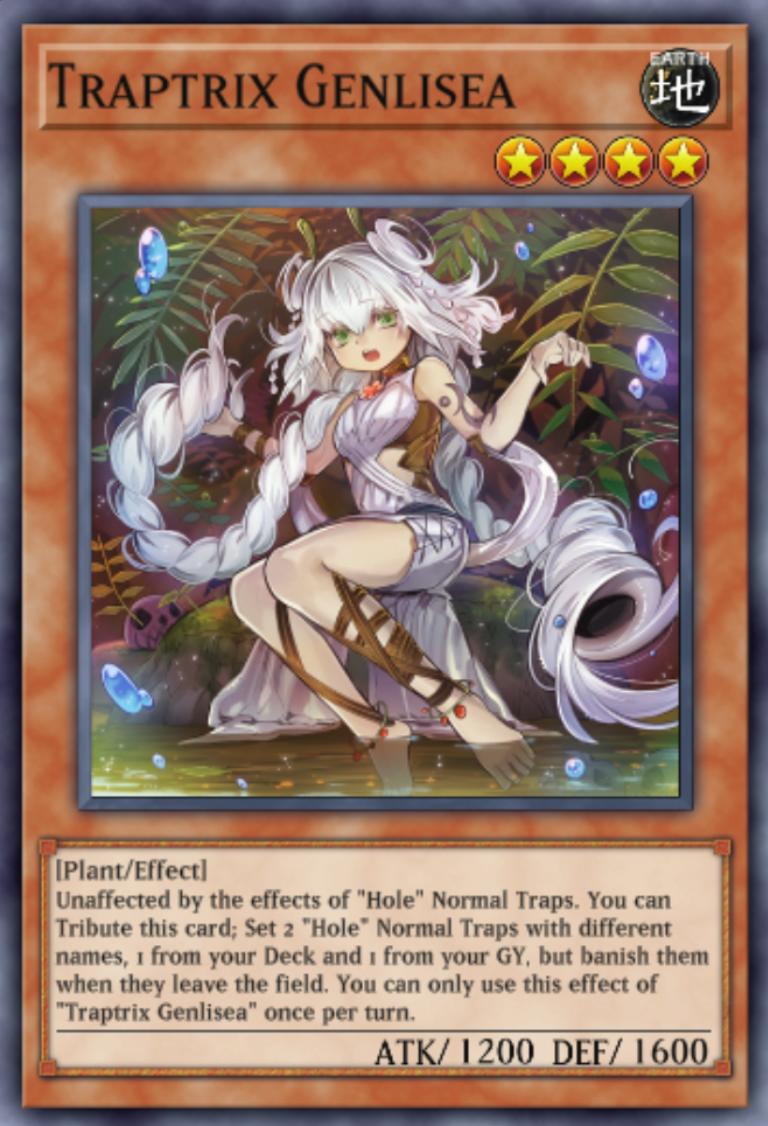 TRAPTRIX GENLISEA
EARTH
地
[Plant/Effect]
Unaffected by the effects of "Hole" Normal Traps. You can
Tribute this card; Set 2 "Hole" Normal Traps with different
names, 1 from your Deck and 1 from your GY, but banish them
when they leave the field. You can only use this effect of
"Traptrix Genlisea" once per turn.
ATK/ 1200 DEF/ 1600